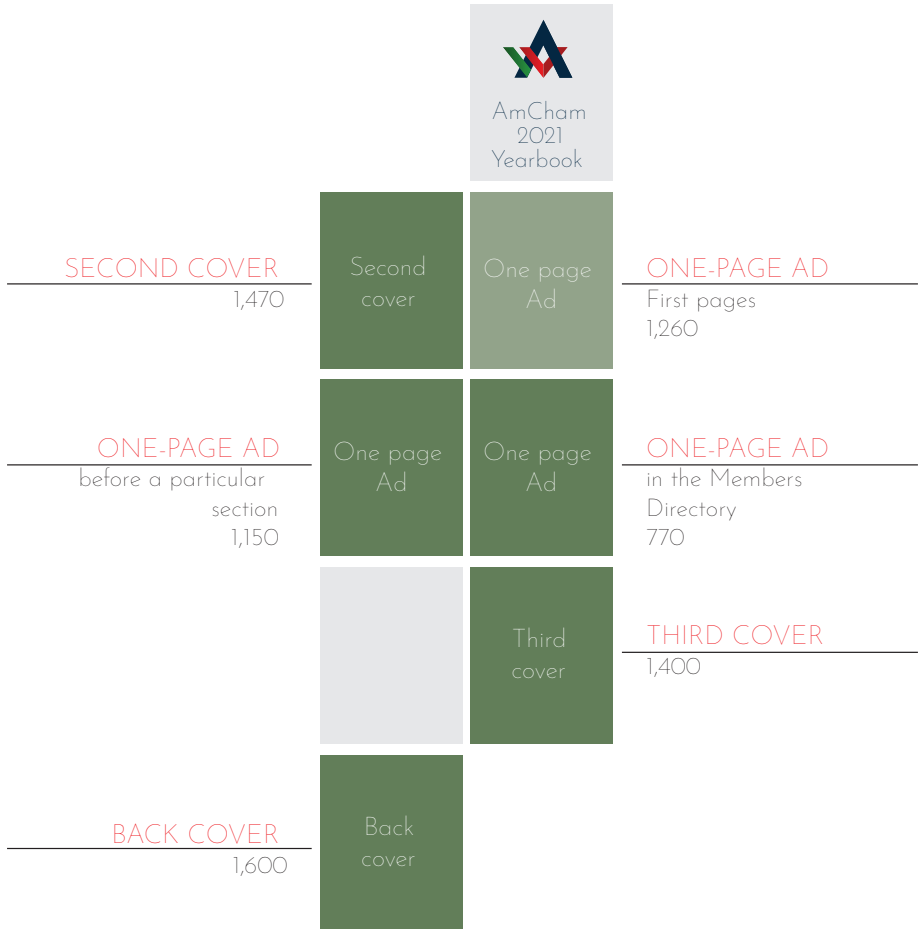 AmCham
2021
Yearbook
SECOND COVER
1,470
Second
cover
One page
Ad
ONE-PAGE AD
First pages
1,260
ONE-PAGE AD
before a particular
section
1,150
One page
Ad
One page
Ad
ONE-PAGE AD
in the Members
Directory
770
Third
cover
THIRD COVER
1,400
BACK COVER
1,600
Back
cover